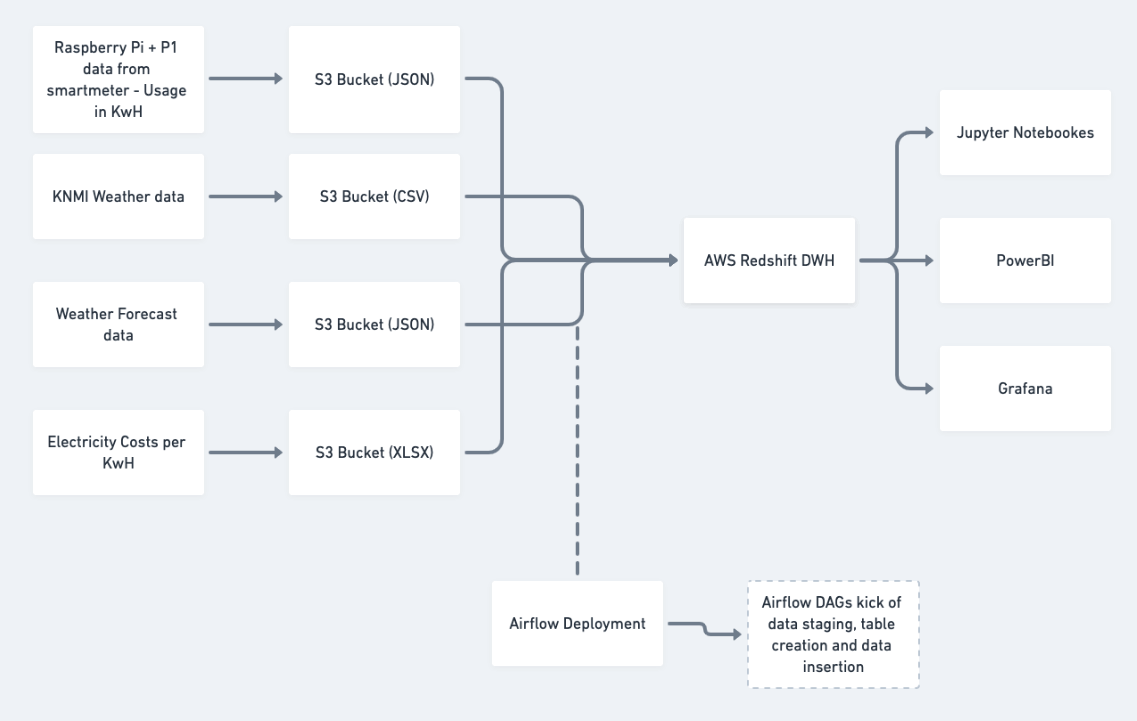 Raspberry Pi + P1
data from
smartmeter - Usage
in KwH
S3 Bucket (JSON)
KNMI Weather data
S3 Bucket (CSV)
Weather Forecast
data
S3 Bucket (JSON)
Electricity Costs per
KwH
S3 Bucket (XLSX)
AWS Redshift DWH
Jupyter Notebookes
PowerBI
Grafana
Airflow Deployment
Airflow DAGs kick of
data staging, table
creation and data
insertion